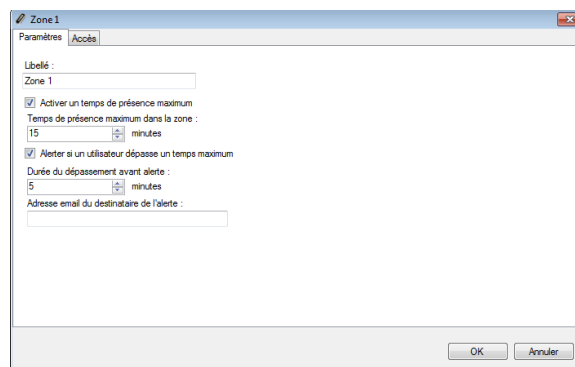 Zone 1
Paramètres Accès
Libellé :
Zone 1
Activer un temps de présence maximum
Temps de présence maximum dans la zone :
15 minutes
Alerter si un utilisateur dépasse un temps maximum
Durée du dépassement avant alerte :
5 minutes
Adresse email du destinataire de l'alerte :
OK Annuler